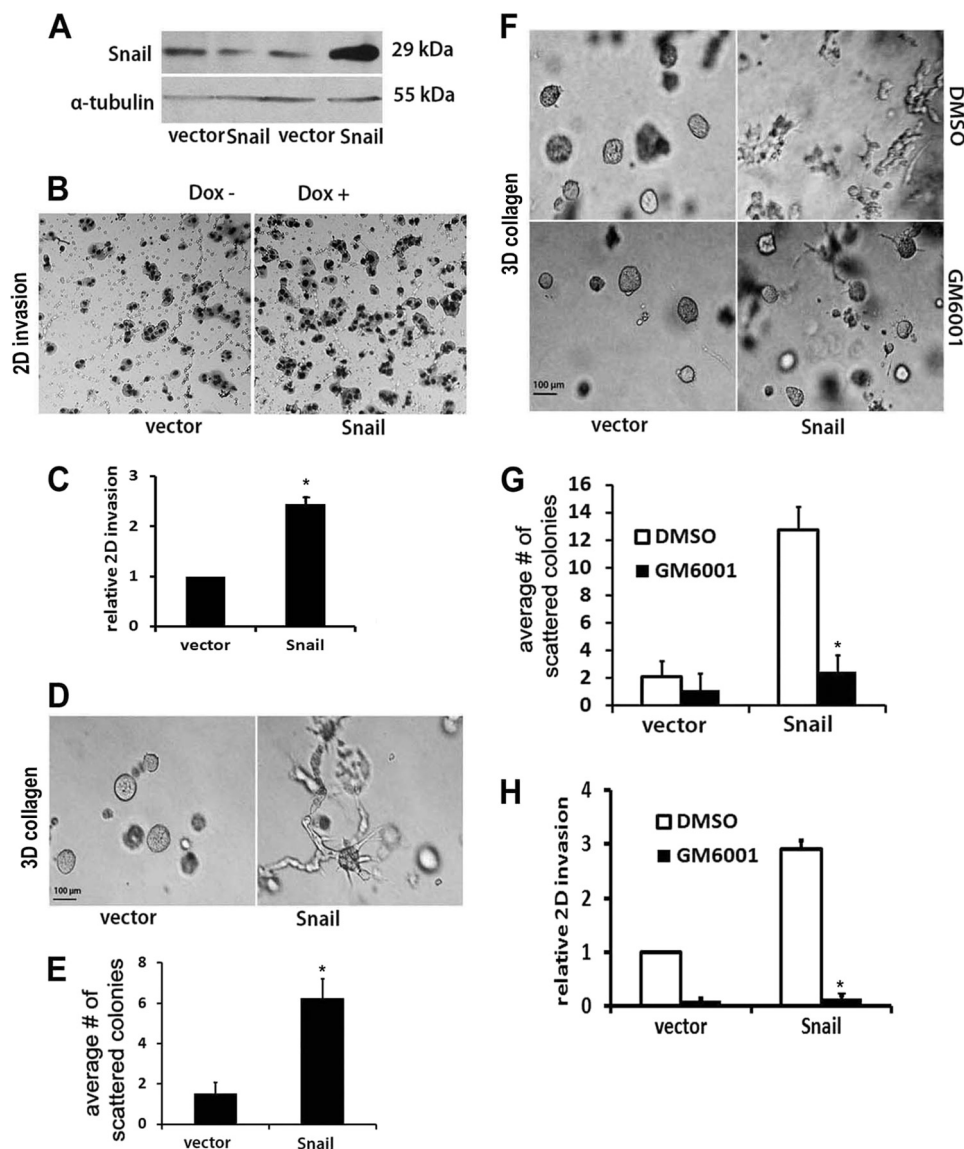 A
Snail
29 kDa
α-tubulin
55 kDa
vector Snail vector Snail
Dox - Dox +
B
2D invasion
vector Snail
C
relative 2D invasion
3
2
1
0
*
vector Snail
D
3D collagen
100 µm
vector Snail
E
average # of
scattered colonies
8
6
4
2
0
*
vector Snail
F
3D collagen
DMSO
GM6001
100 µm
vector Snail
G
average # of
scattered colonies
16
14
12
10
8
6
4
2
0
DMSO
GM6001
*
vector Snail
H
relative 2D invasion
4
3
2
1
0
DMSO
GM6001
*
vector Snail